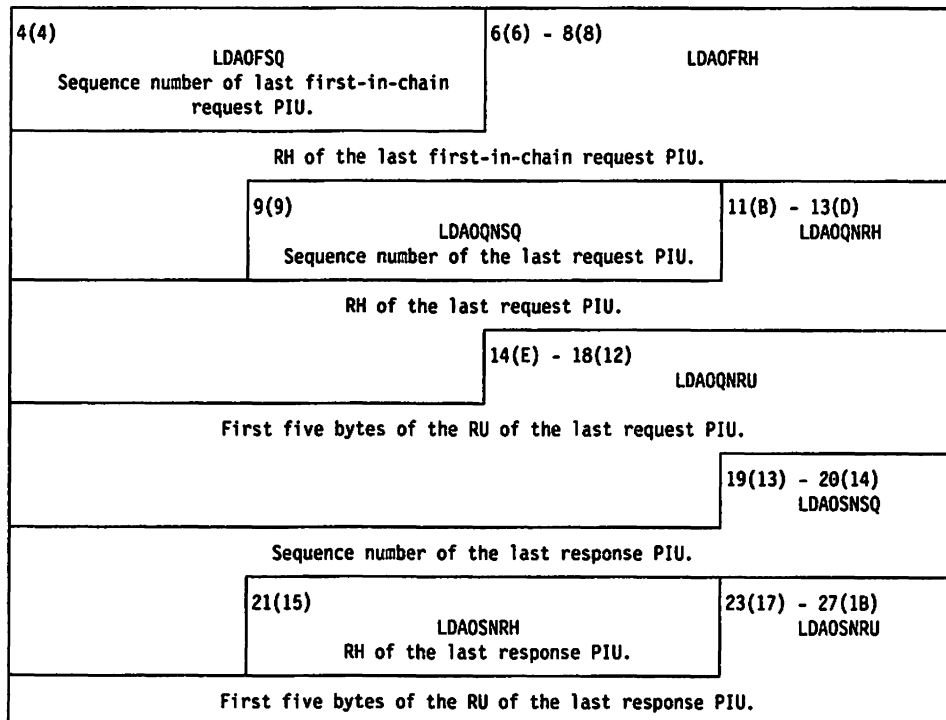 4(4)
LDAOFSQ
Sequence number of last first-in-chain
request PIU.
6(6) - 8(8)
LDAOFRH
RH of the last first-in-chain request PIU.
9(9)
LDAOQNSQ
Sequence number of the last request PIU.
11(B) - 13(D)
LDAOQNRH
RH of the last request PIU.
14(E) - 18(12)
LDAOQNRU
First five bytes of the RU of the last request PIU.
19(13) - 20(14)
LDAOSNSQ
Sequence number of the last response PIU.
21(15)
LDAOSNRH
RH of the last response PIU.
23(17) - 27(1B)
LDAOSNRU
First five bytes of the RU of the last response PIU.